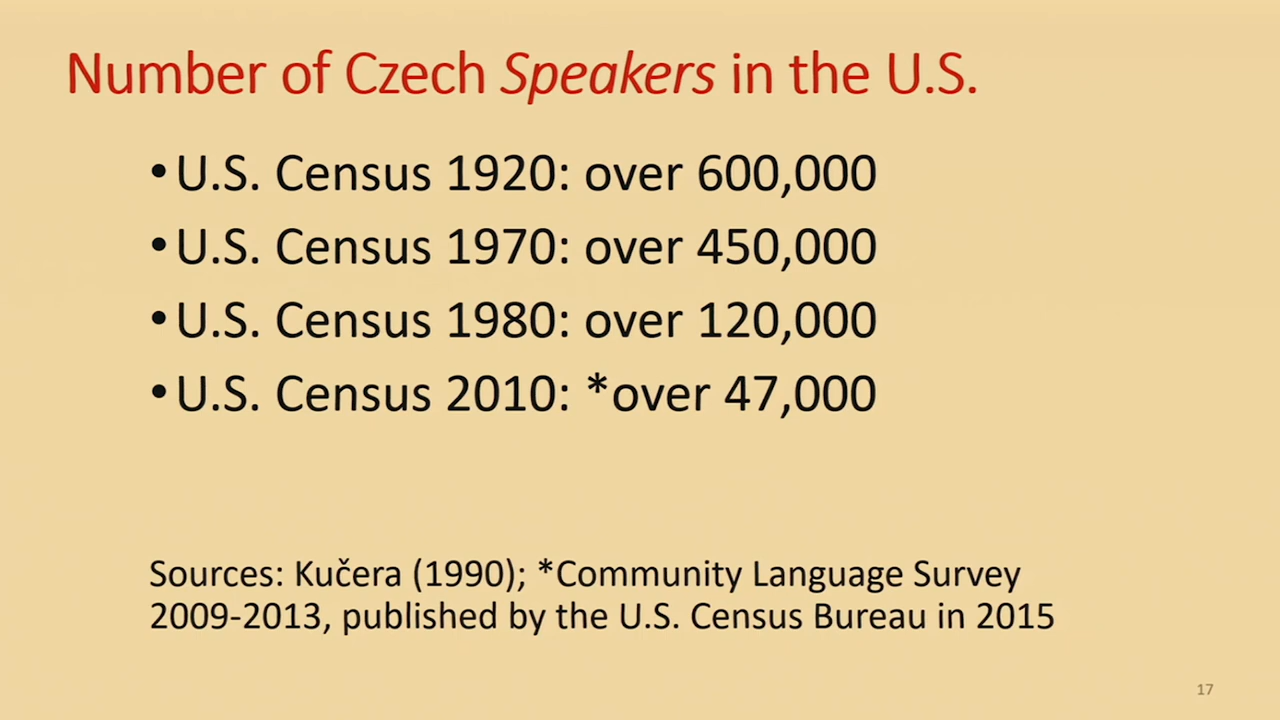 Number of Czech Speakers in the U.S.
•U.S. Census 1920: over 600,000
•U.S. Census 1970: over 450,000
•U.S. Census 1980: over 120,000
•U.S. Census 2010: *over 47,000
Sources: Kučera (1990); *Community Language Survey
2009-2013, published by the U.S. Census Bureau in 2015
17